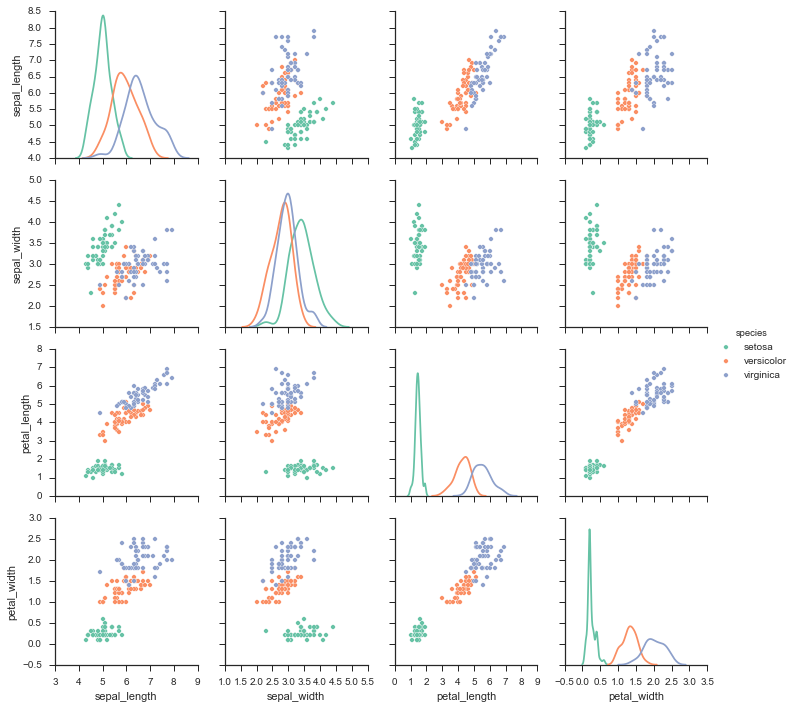 8.5
8.0
7.5
7.0
6.5
6.0
5.5
5.0
4.5
4.0
sepal_length
5.0
4.5
4.0
3.5
3.0
2.5
2.0
1.5
sepal_width
species
setosa
versicolor
virginica
8
7
6
5
4
3
2
1
0
petal_length
3.0
2.5
2.0
1.5
1.0
0.5
0.0
−0.5
petal_width
3 4 5 6 7 8 9
1.0 1.5 2.0 2.5 3.0 3.5 4.0 4.5 5.0 5.5
0 1 2 3 4 5 6 7 8 9
−0.5 0.0 0.5 1.0 1.5 2.0 2.5 3.0 3.5
sepal_length
sepal_width
petal_length
petal_width